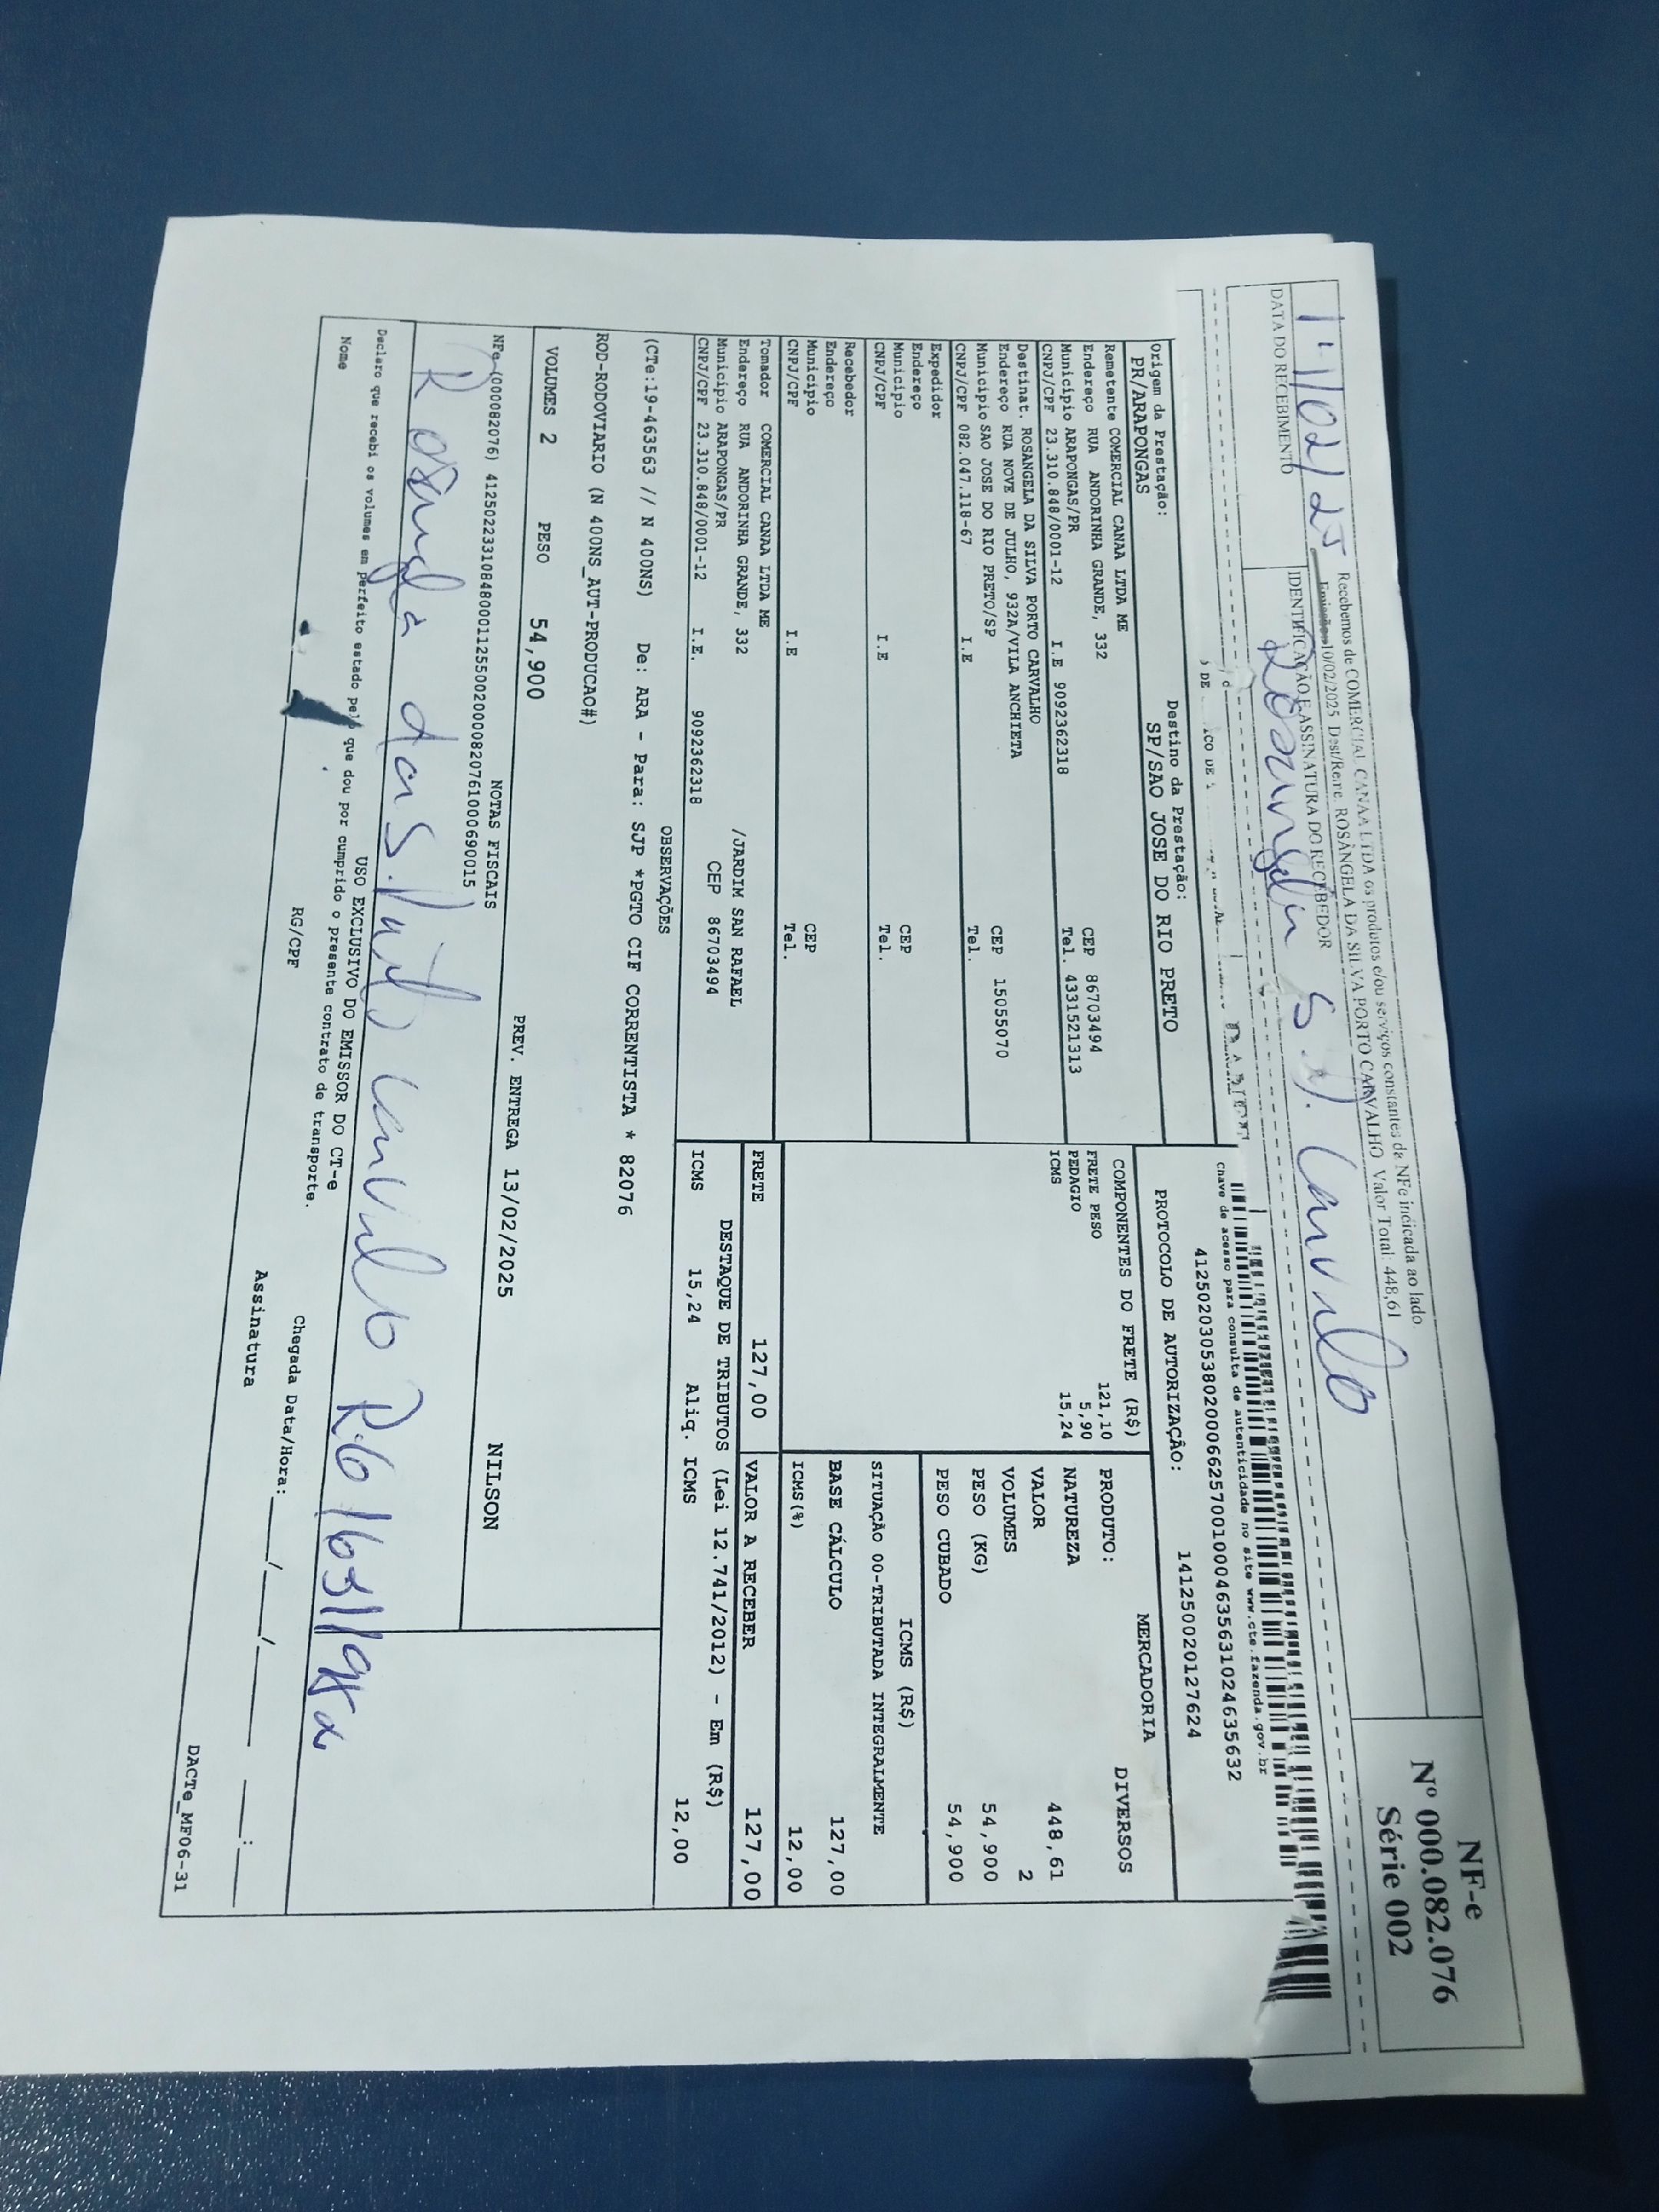 Recebemos de COMERCIAL CANAA LTDA os produtos e/ou serviços constantes da NFe indicada ao lado
Emissão: 10/02/2025 Dest/Reme: ROSÂNGELA DA SILVA PORTO CARVALHO Valor Total: 448,61
NF-e
Nº 000.082.076
Série 002
/02/25
DATA DO RECEBIMENTO
IDENTIFICAÇÃO E ASSINATURA DO RECEBEDOR
Rosangela S. P. Carvalho
Chave de acesso para consulta de autenticidade no site www.cte.fazenda.gov.br
41250203053802000662570010004635631024635632
Origem da Prestação:
PR/ARAPONGAS
Destino da Prestação:
SP/SAO JOSE DO RIO PRETO
PROTOCOLO DE AUTORIZAÇÃO:
141250020127624
Remetente COMERCIAL CANAA LTDA ME
Endereço RUA ANDORINHA GRANDE, 332 CEP 86703494
Município ARAPONGAS/PR Tel. 4331521313
CNPJ/CPF 23.310.848/0001-12 I.E 9092362318
Destinat. ROSANGELA DA SILVA PORTO CARVALHO
Endereço RUA NOVE DE JULHO, 932A/VILA ANCHIETA CEP 15055070
Município SAO JOSE DO RIO PRETO/SP Tel.
CNPJ/CPF 082.047.118-67 I.E
Expedidor
Endereço CEP
Município Tel.
CNPJ/CPF I.E
Recebedor
Endereço CEP
Município Tel.
CNPJ/CPF I.E
Tomador COMERCIAL CANAA LTDA ME
Endereço RUA ANDORINHA GRANDE, 332 /JARDIM SAN RAFAEL
Município ARAPONGAS/PR CEP 86703494
CNPJ/CPF 23.310.848/0001-12 I.E. 9092362318
COMPONENTES DO FRETE (R$)
FRETE PESO 121,10
PEDAGIO 5,90
ICMS 15,24
MERCADORIA
PRODUTO: DIVERSOS
NATUREZA
VALOR 448,61
VOLUMES 2
PESO (KG) 54,900
PESO CUBADO 54,900
ICMS (R$)
SITUAÇÃO 00-TRIBUTADA INTEGRALMENTE
BASE CÁLCULO 127,00
ICMS(%) 12,00
FRETE 127,00
VALOR A RECEBER 127,00
DESTAQUE DE TRIBUTOS (Lei 12.741/2012) - Em (R$)
ICMS 15,24 Aliq. ICMS 12,00
OBSERVAÇÕES
(CTe:19-463563 // N 400NS) De: ARA - Para: SJP *PGTO CIF CORRENTISTA * 82076
ROD-RODOVIARIO (N 400NS_AUT-PRODUCAO#)
VOLUMES 2 PESO 54,900 PREV. ENTREGA 13/02/2025 NILSON
NOTAS FISCAIS
NFe-(000082076) 41250223310848000112550020000820761000690015
Rosangela da S. Porto Carvalho
USO EXCLUSIVO DO EMISSOR DO CT-e
Declaro que recebi os volumes em perfeito estado pelo que dou por cumprido o presente contrato de transporte.
Nome RG/CPF Chegada Data/Hora:___/___/___ ___:___
Assinatura
DACTe_MF06-31